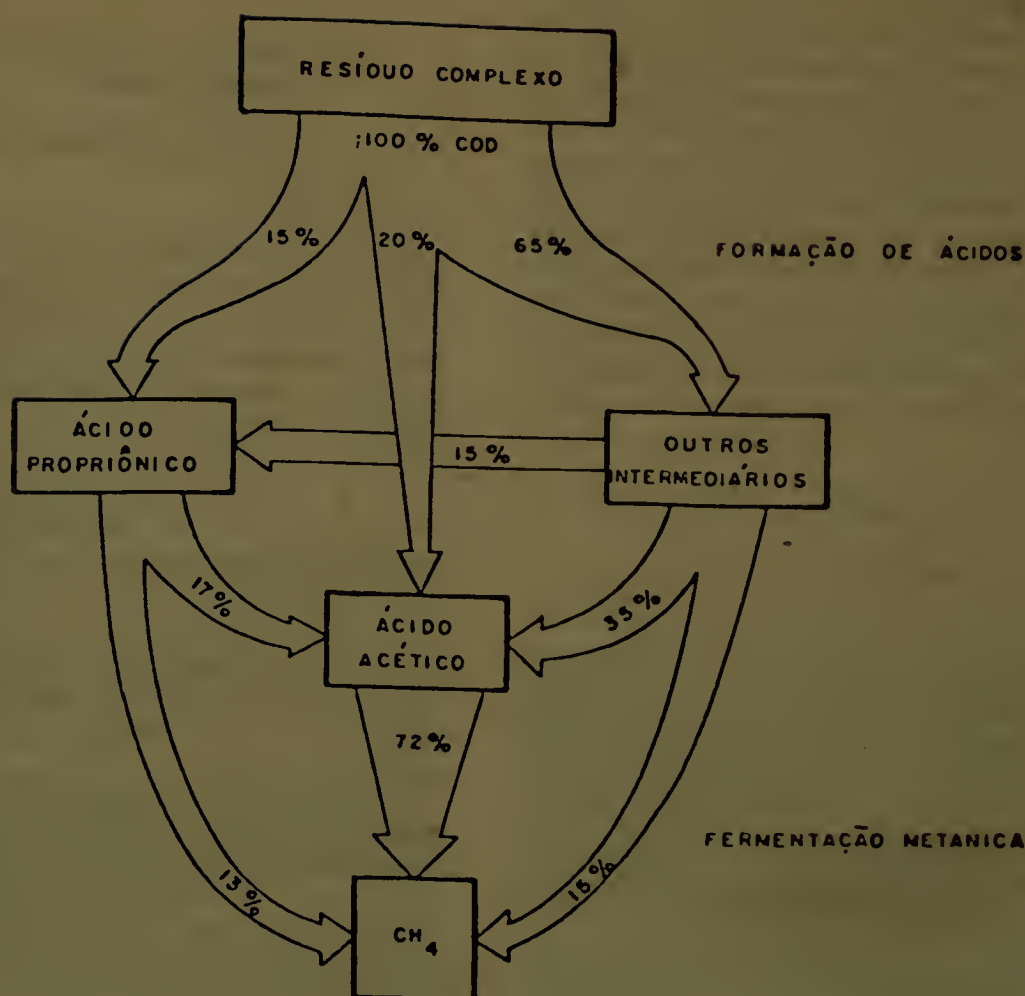 RESÍDUO COMPLEXO
;100 % COD
15%
20%
65%
FORMAÇÃO DE ÁCIDOS
ÁCIDO
PROPRIÔNICO
15%
OUTROS
INTERMEDIÁRIOS
17%
ÁCIDO
ACÉTICO
35%
72%
FERMENTAÇÃO METANICA
13%
CH4
15%